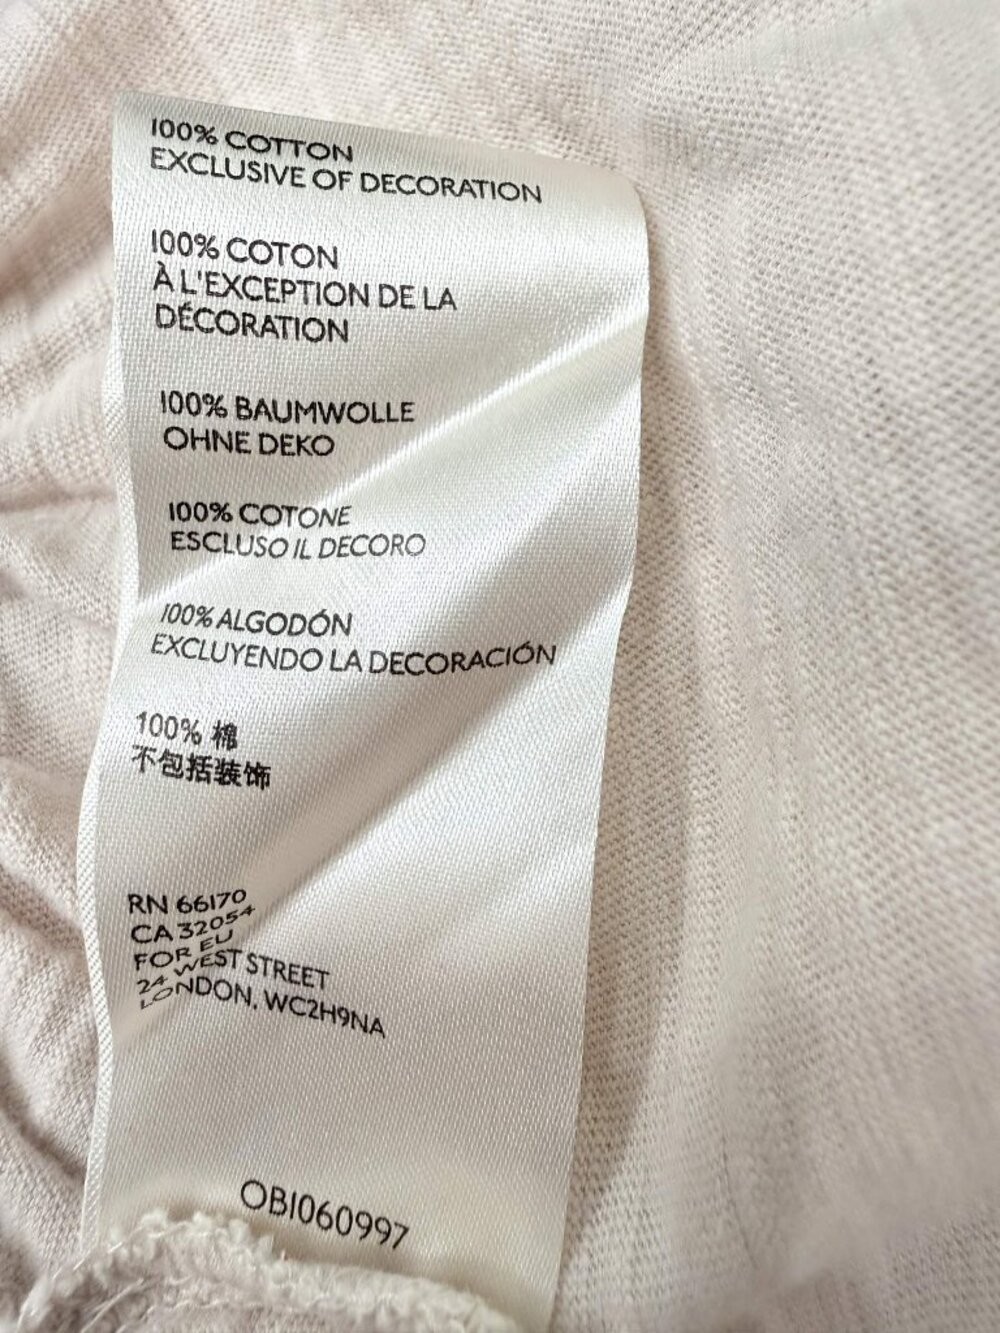 100% COTTON
EXCLUSIVE OF DECORATION
100% COTON
À L'EXCEPTION DE LA
DÉCORATION
100% BAUMWOLLE
OHNE DEKO
100% COTONE
ESCLUSO IL DECORO
100% ALGODÓN
EXCLUYENDO LA DECORACIÓN
100% 棉
不包括装饰
RN 66170
CA 32054
FOR EU
24 WEST STREET
LONDON, WC2H9NA
OB1060997